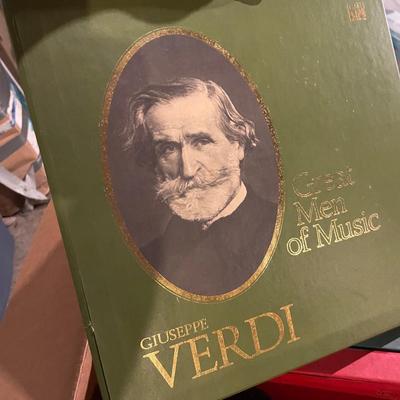 Great
Men
of Music
GIUSEPPE
VERDI